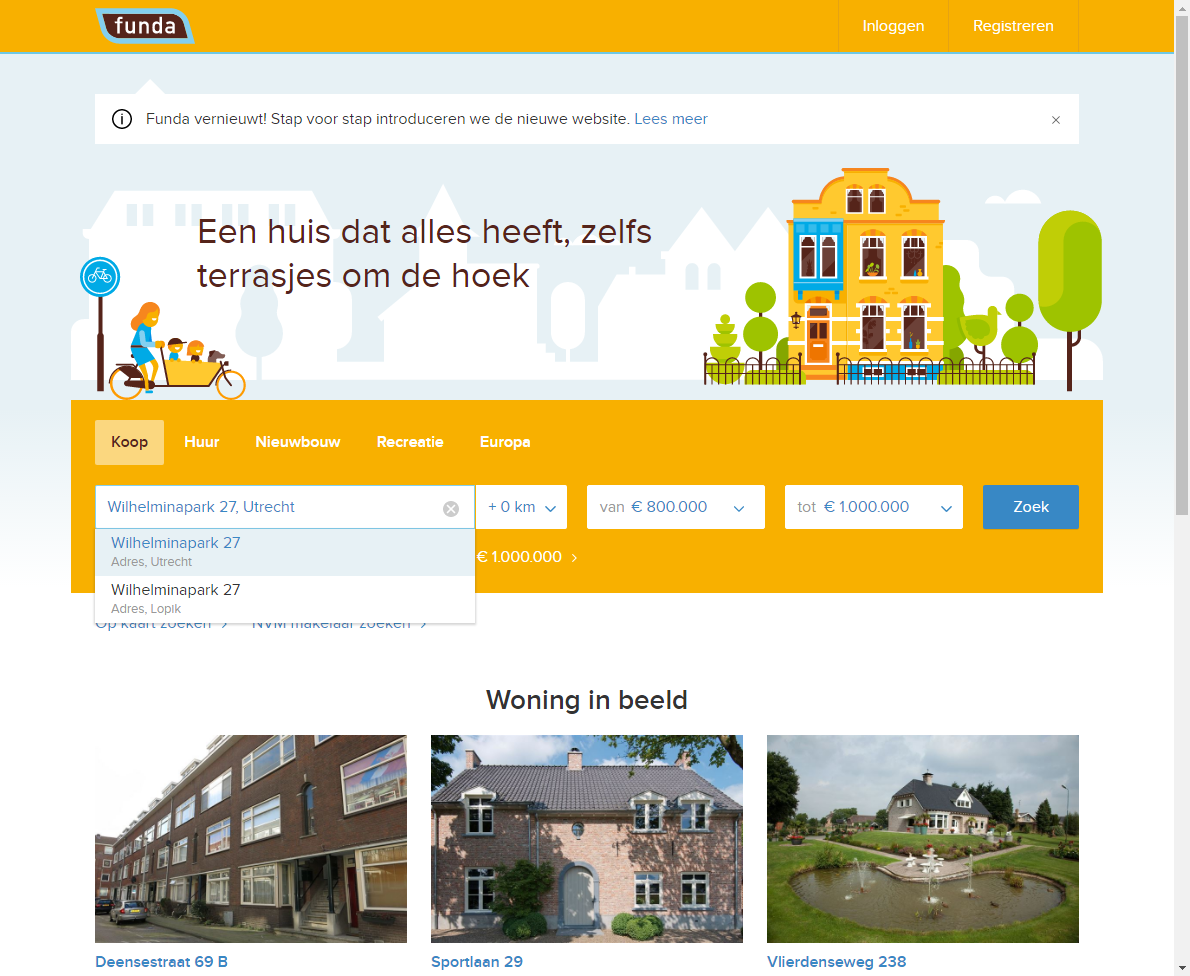 funda
Inloggen
Registreren
Funda vernieuwt! Stap voor stap introduceren we de nieuwe website. Lees meer
Een huis dat alles heeft, zelfs
terrasjes om de hoek
Koop
Huur
Nieuwbouw
Recreatie
Europa
Wilhelminapark 27, Utrecht
+ 0 km
van € 800.000
tot € 1.000.000
Zoek
Wilhelminapark 27
Adres, Utrecht
€ 1.000.000
Wilhelminapark 27
Adres, Lopik
Op kaart zoeken
NVM makelaar zoeken
Woning in beeld
Deensestraat 69 B
Sportlaan 29
Vlierdenseweg 238